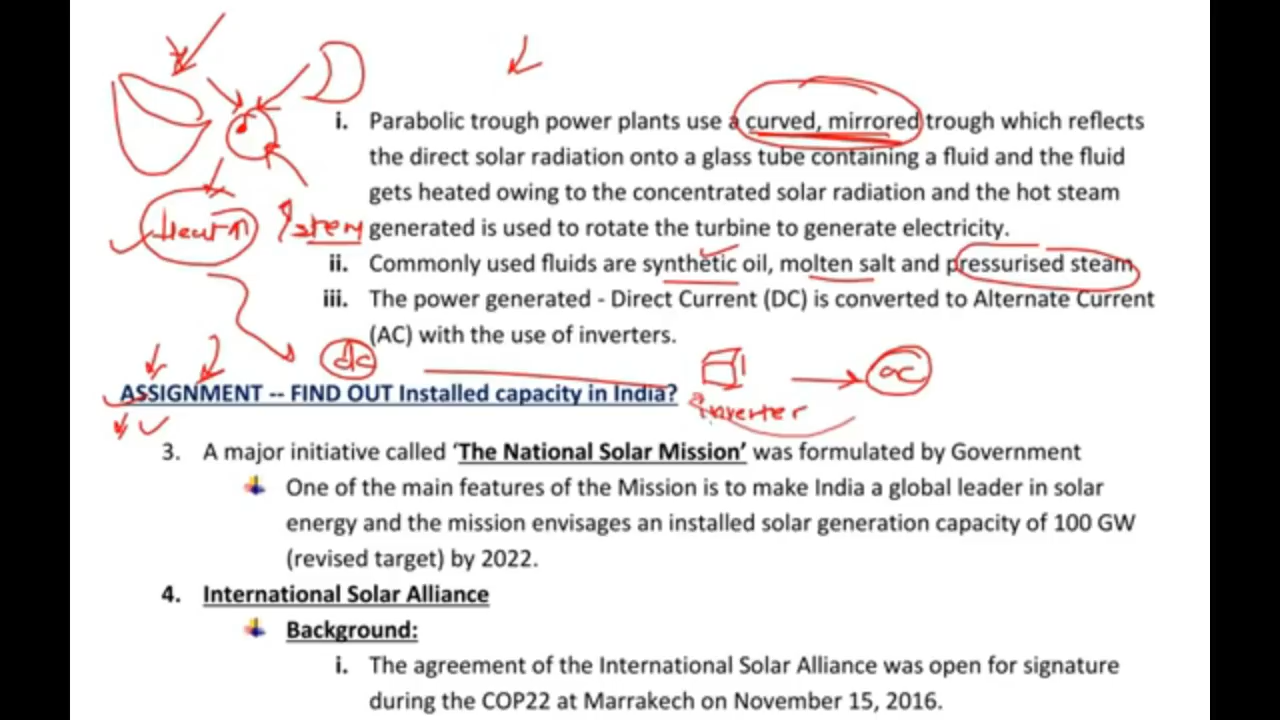 i. Parabolic trough power plants use a curved, mirrored trough which reflects
the direct solar radiation onto a glass tube containing a fluid and the fluid
gets heated owing to the concentrated solar radiation and the hot steam
Heat
generated is used to rotate the turbine to generate electricity.
ii. Commonly used fluids are synthetic oil, molten salt and pressurised steam
iii. The power generated - Direct Current (DC) is converted to Alternate Current
(AC) with the use of inverters.
dc
ac
ASSIGNMENT -- FIND OUT Installed capacity in India?
inverter
3. A major initiative called ‘The National Solar Mission’ was formulated by Government
One of the main features of the Mission is to make India a global leader in solar
energy and the mission envisages an installed solar generation capacity of 100 GW
(revised target) by 2022.
4. International Solar Alliance
Background:
i. The agreement of the International Solar Alliance was open for signature
during the COP22 at Marrakech on November 15, 2016.